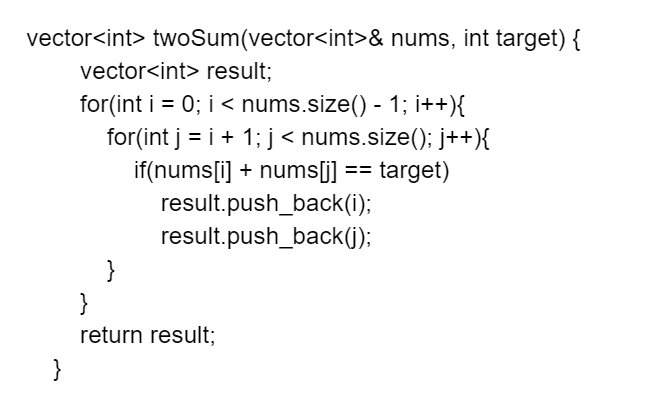 vector<int> twoSum(vector<int>& nums, int target) {
vector<int> result;
for(int i = 0; i < nums.size() - 1; i++){
for(int j = i + 1; j < nums.size(); j++){
if(nums[i] + nums[j] == target)
result.push_back(i);
result.push_back(j);
}
}
return result;
}